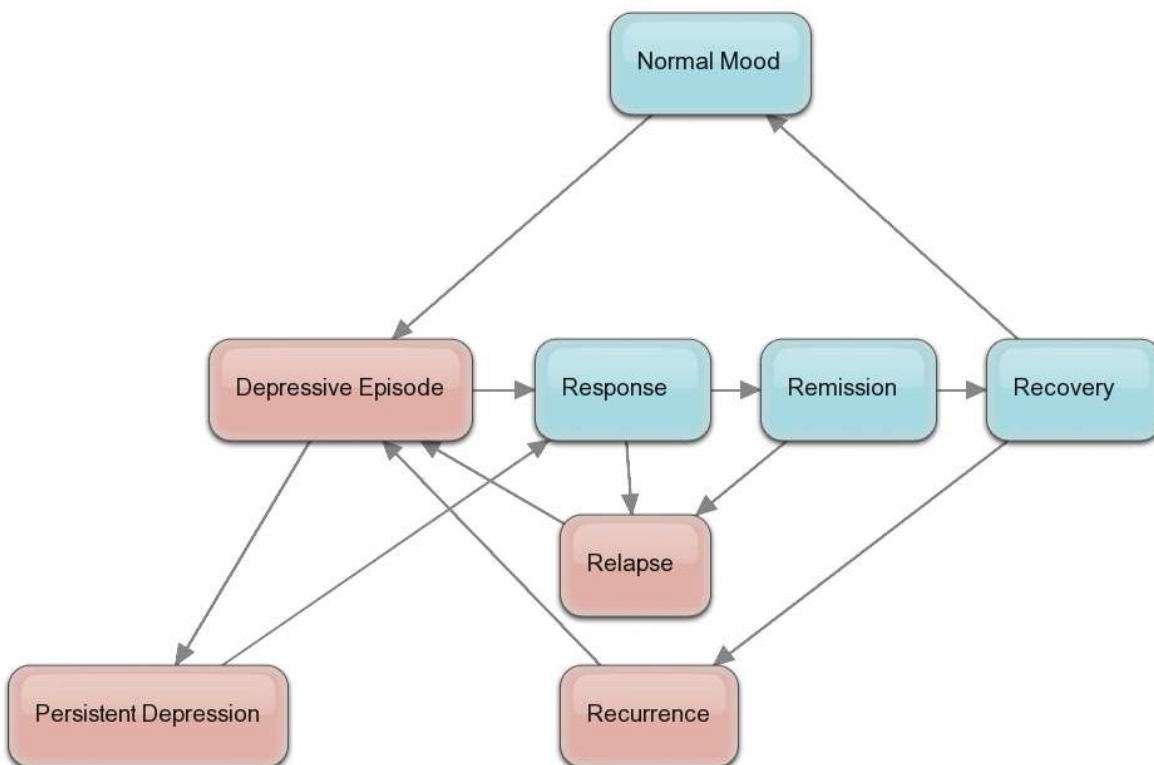 Normal Mood
Depressive Episode
Response
Remission
Recovery
Relapse
Persistent Depression
Recurrence